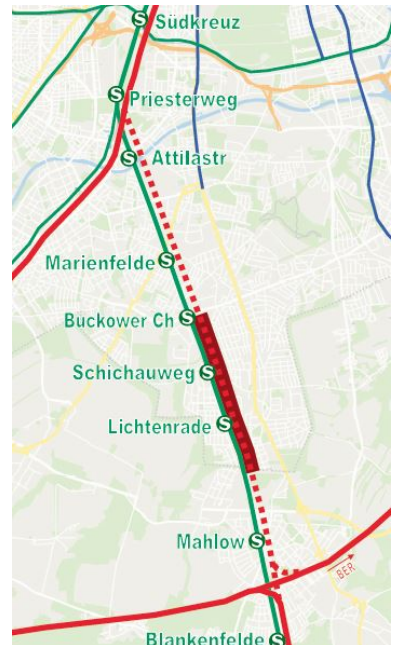 S Südkreuz
S Priesterweg
S Attilastr
Marienfelde S
Buckower Ch S
Schichauweg S
Lichtenrade S
Mahlow S
BER
Blankenfelde S